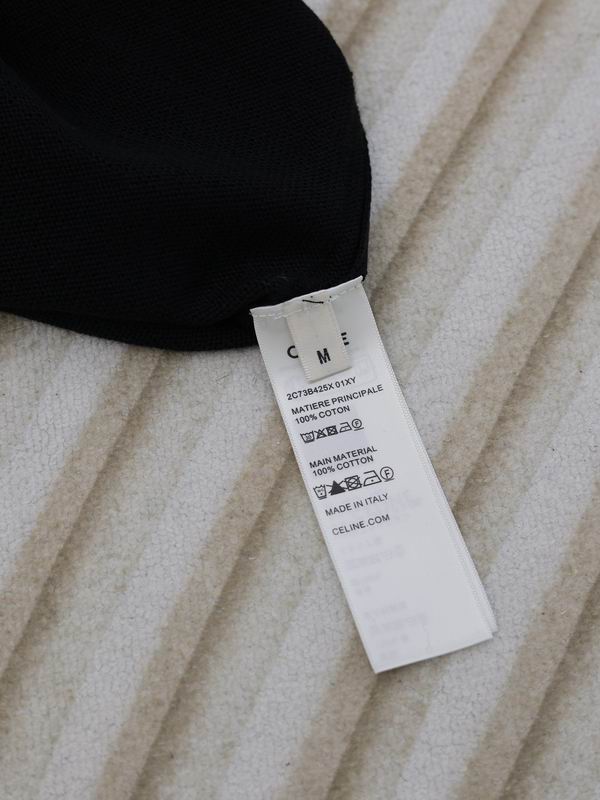 M
2C73B425X 01XY
MATIERE PRINCIPALE
100% COTON
MAIN MATERIAL
100% COTTON
MADE IN ITALY
CELINE.COM